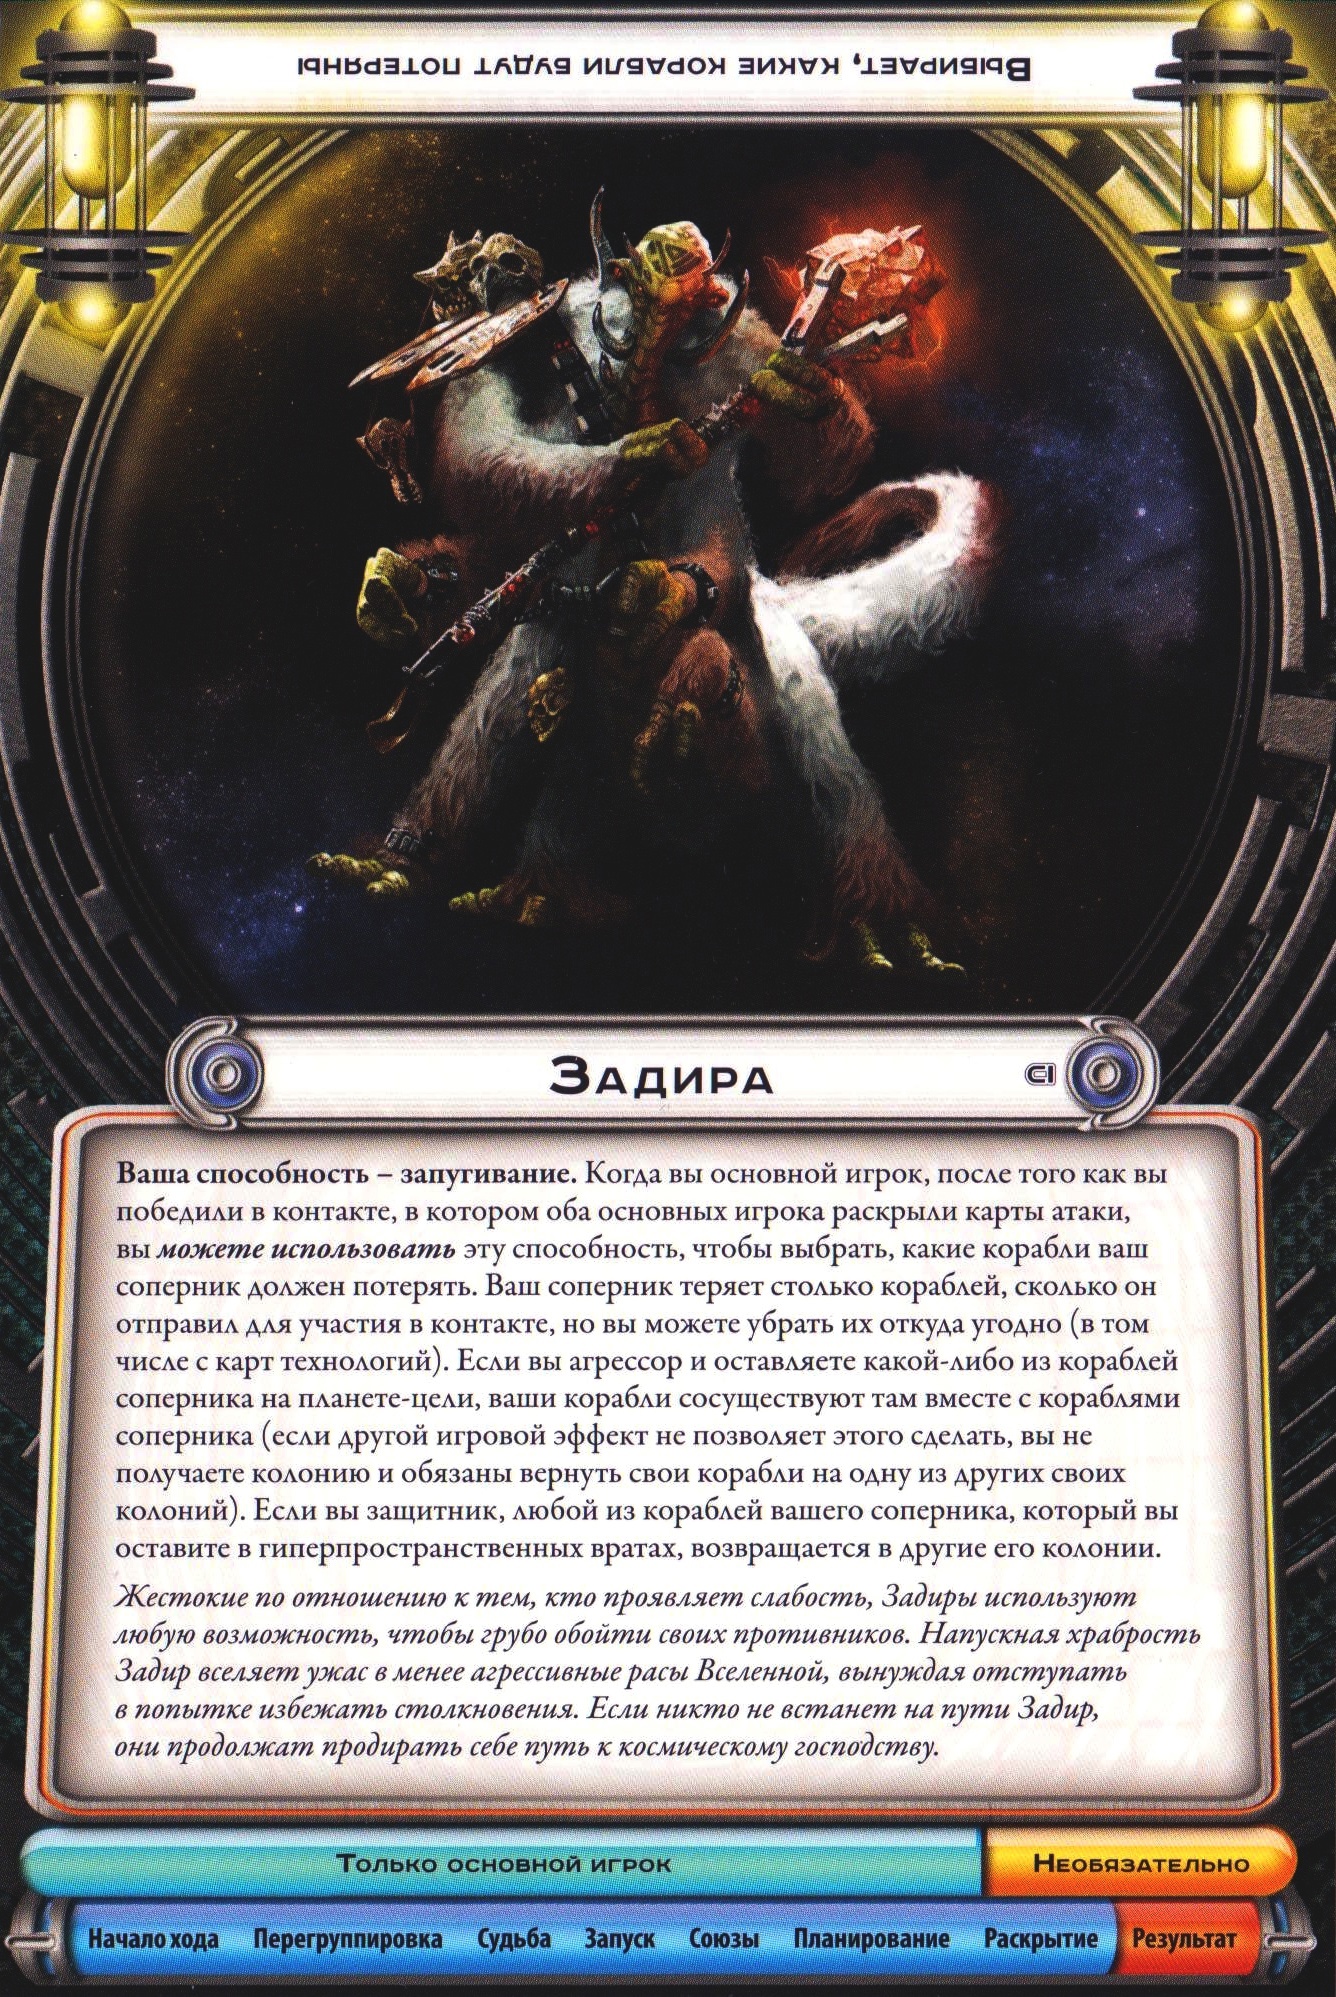 Выбирает, какие корабли будут потеряны
Задира
Ваша способность – запугивание. Когда вы основной игрок, после того как вы
победили в контакте, в котором оба основных игрока раскрыли карты атаки,
вы можете использовать эту способность, чтобы выбрать, какие корабли ваш
соперник должен потерять. Ваш соперник теряет столько кораблей, сколько он
отправил для участия в контакте, но вы можете убрать их откуда угодно (в том
числе с карт технологий). Если вы агрессор и оставляете какой-либо из кораблей
соперника на планете-цели, ваши корабли сосуществуют там вместе с кораблями
соперника (если другой игровой эффект не позволяет этого сделать, вы не
получаете колонию и обязаны вернуть свои корабли на одну из других своих
колоний). Если вы защитник, любой из кораблей вашего соперника, который вы
оставите в гиперпространственных вратах, возвращается в другие его колонии.
Жестокие по отношению к тем, кто проявляет слабость, Задиры используют
любую возможность, чтобы грубо обойти своих противников. Напускная храбрость
Задир вселяет ужас в менее агрессивные расы Вселенной, вынуждая отступать
в попытке избежать столкновения. Если никто не встанет на пути Задир,
они продолжат продирать себе путь к космическому господству.
Только основной игрок Необязательно
Начало хода Перегруппировка Судьба Запуск Союзы Планирование Раскрытие Результат